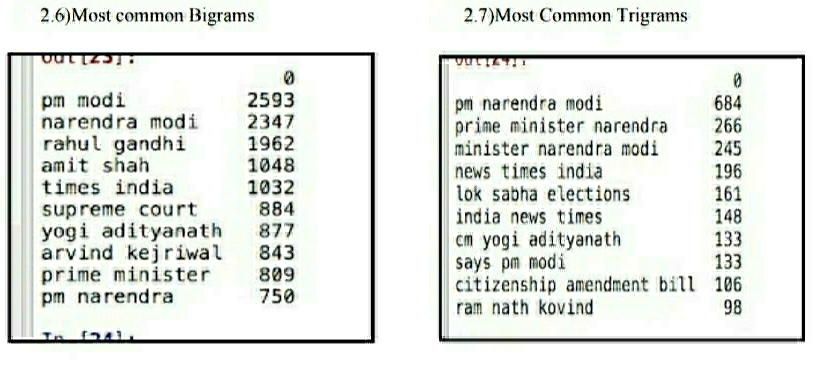 2.6)Most common Bigrams
Out[23]:
0
pm modi 2593
narendra modi 2347
rahul gandhi 1962
amit shah 1048
times india 1032
supreme court 884
yogi adityanath 877
arvind kejriwal 843
prime minister 809
pm narendra 750
In [24]:
2.7)Most Common Trigrams
Out[24]:
0
pm narendra modi 684
prime minister narendra 266
minister narendra modi 245
news times india 196
lok sabha elections 161
india news times 148
cm yogi adityanath 133
says pm modi 133
citizenship amendment bill 106
ram nath kovind 98